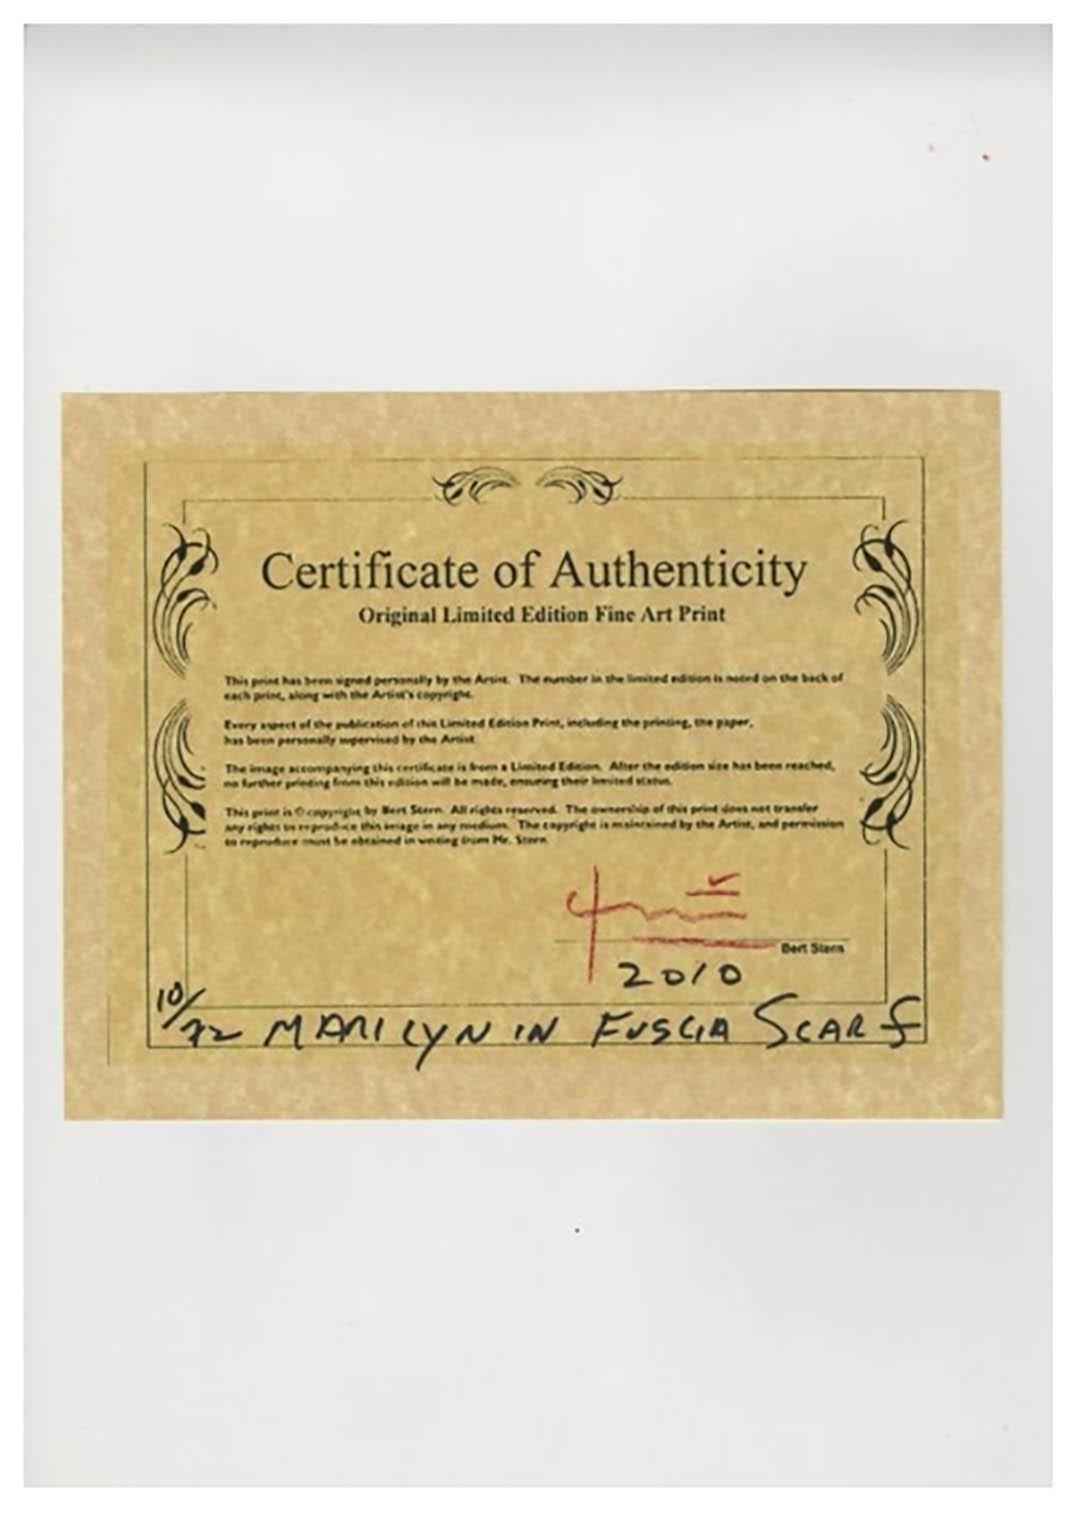 Certificate of Authenticity
Original Limited Edition Fine Art Print
This print has been signed personally by the Artist. The number in the limited edition is noted on the back of
each print, along with the Artist's copyright.
Every aspect of the publication of this Limited Edition Print, including the printing, the paper,
has been personally supervised by the Artist
The image accompanying this certificate is from a Limited Edition. After the edition size has been reached,
no further printing from this edition will be made, ensuring their limited status.
This print is © copyright by Bert Stern. All rights reserved. The ownership of this print does not transfer
any rights to reproduce this image in any medium. The copyright is maintained by the Artist, and permission
to reproduce must be obtained in writing from Mr. Stern.
Bert Stern
2010
10/72 MARILYN IN FUSCIA SCARF